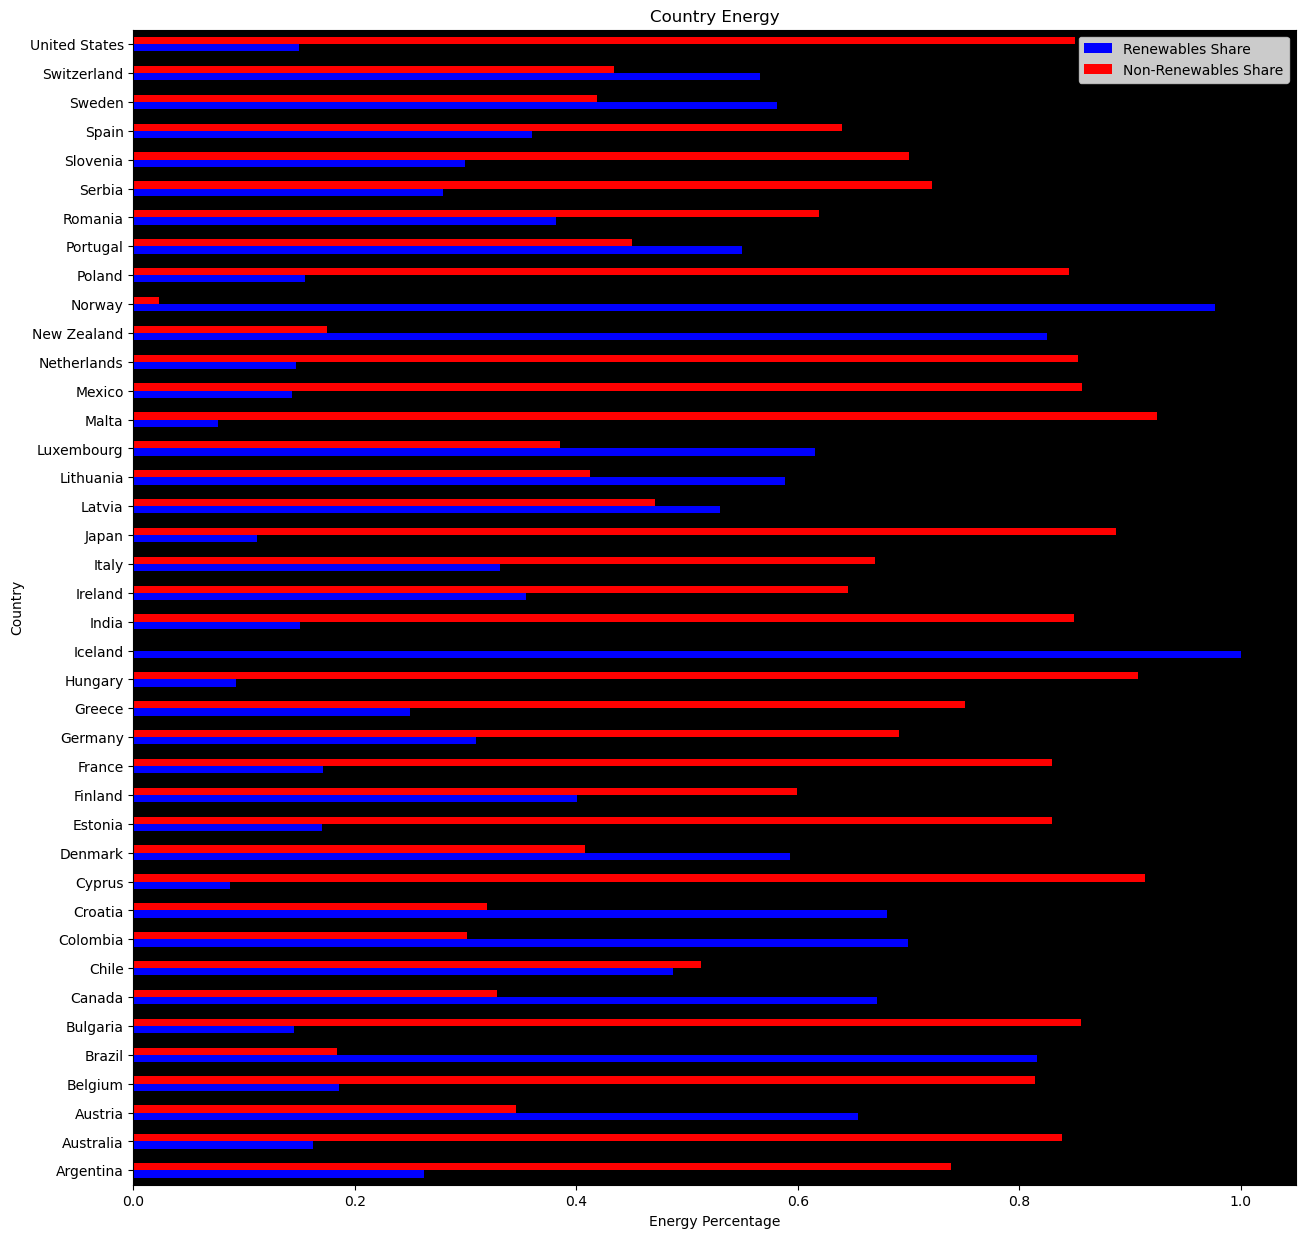 Country Energy
Renewables Share
Non-Renewables Share
United States
Switzerland
Sweden
Spain
Slovenia
Serbia
Romania
Portugal
Poland
Norway
New Zealand
Netherlands
Mexico
Malta
Luxembourg
Lithuania
Latvia
Japan
Italy
Ireland
India
Iceland
Hungary
Greece
Germany
France
Finland
Estonia
Denmark
Cyprus
Croatia
Colombia
Chile
Canada
Bulgaria
Brazil
Belgium
Austria
Australia
Argentina
Country
0.0 0.2 0.4 0.6 0.8 1.0
Energy Percentage